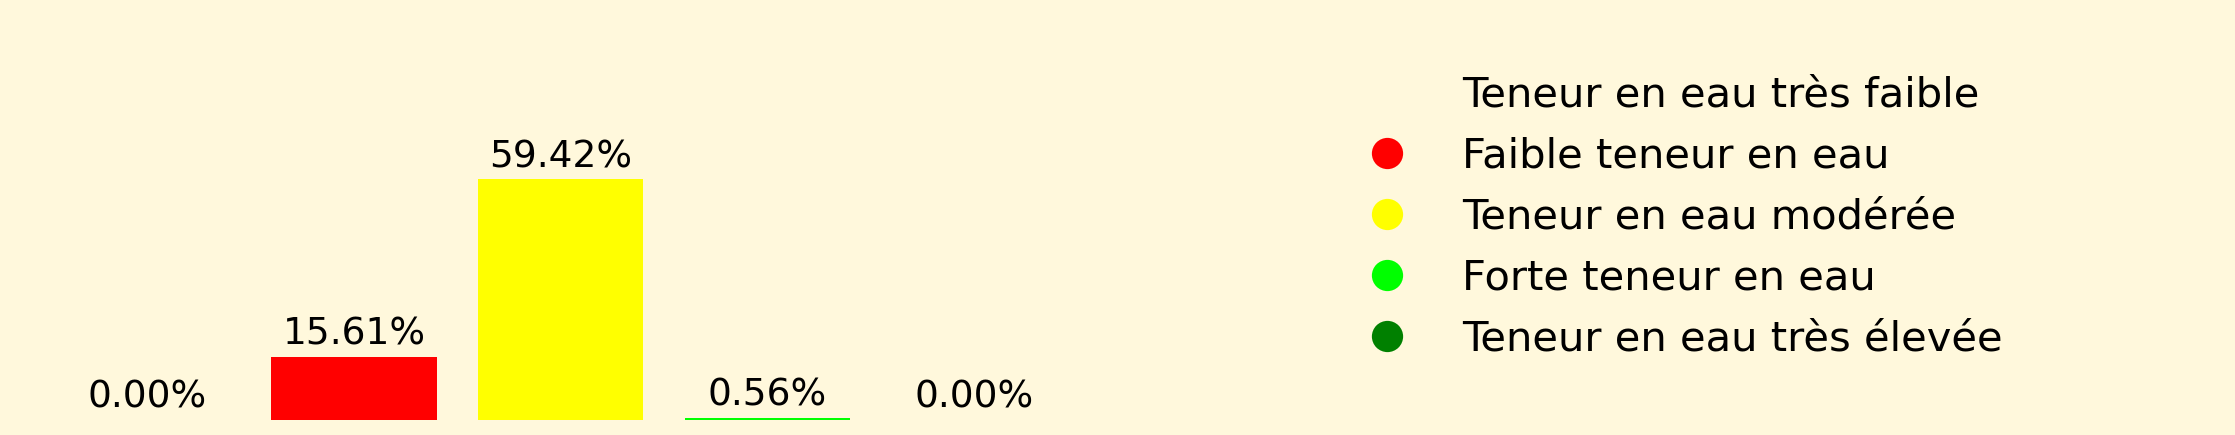 0.00%
15.61%
59.42%
0.56%
0.00%
Teneur en eau très faible
Faible teneur en eau
Teneur en eau modérée
Forte teneur en eau
Teneur en eau très élevée